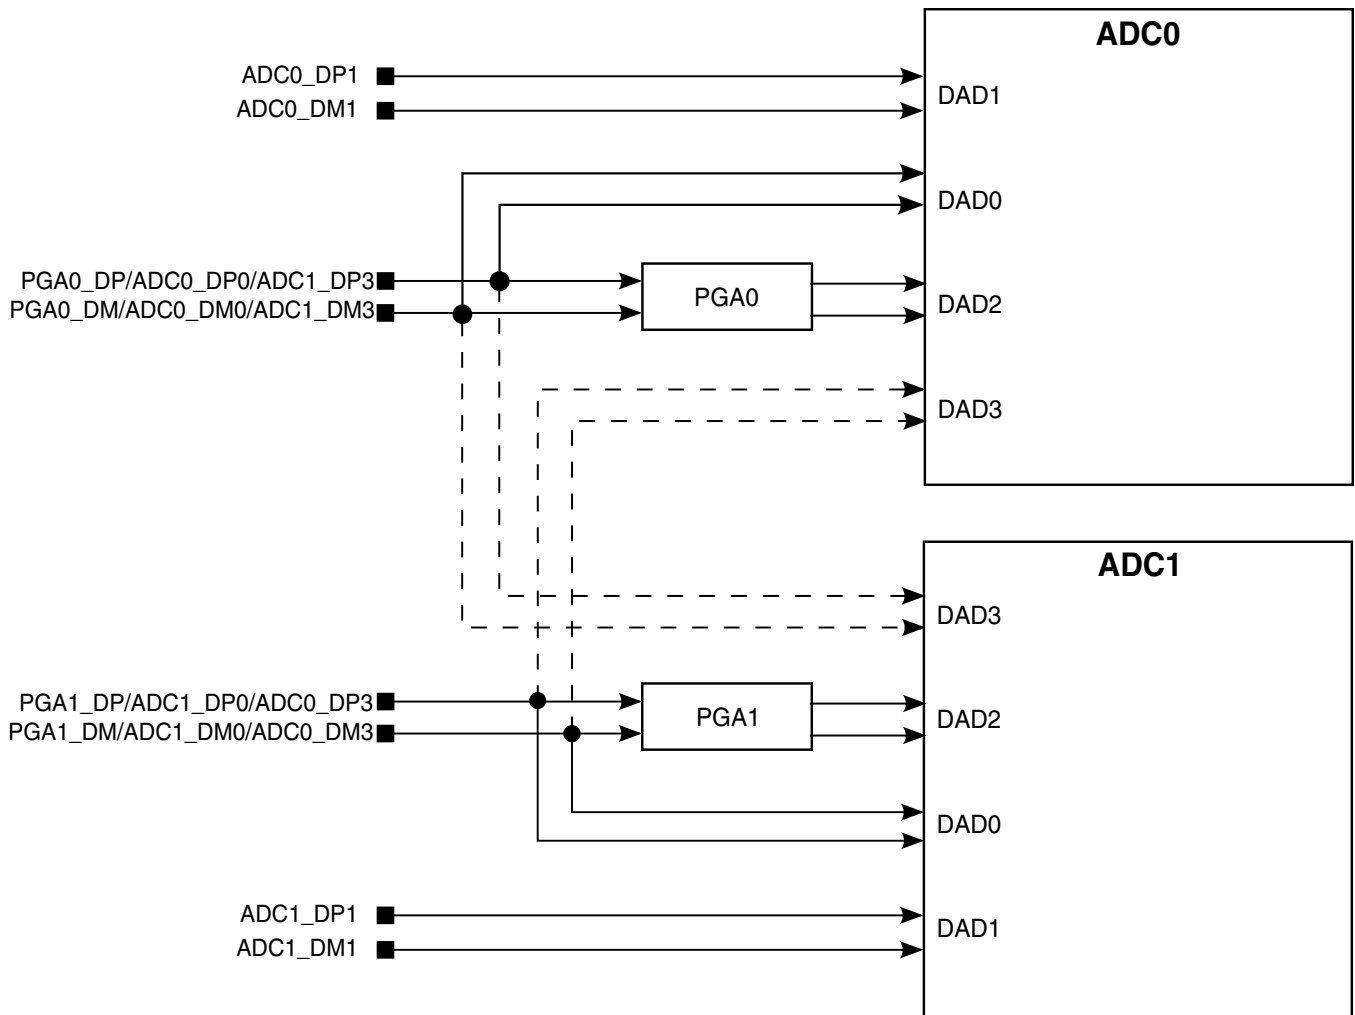 ADC0
ADC0_DP1
ADC0_DM1
DAD1
DAD0
PGA0_DP/ADC0_DP0/ADC1_DP3
PGA0_DM/ADC0_DM0/ADC1_DM3
PGA0
DAD2
DAD3
ADC1
DAD3
PGA1_DP/ADC1_DP0/ADC0_DP3
PGA1_DM/ADC1_DM0/ADC0_DM3
PGA1
DAD2
DAD0
ADC1_DP1
ADC1_DM1
DAD1